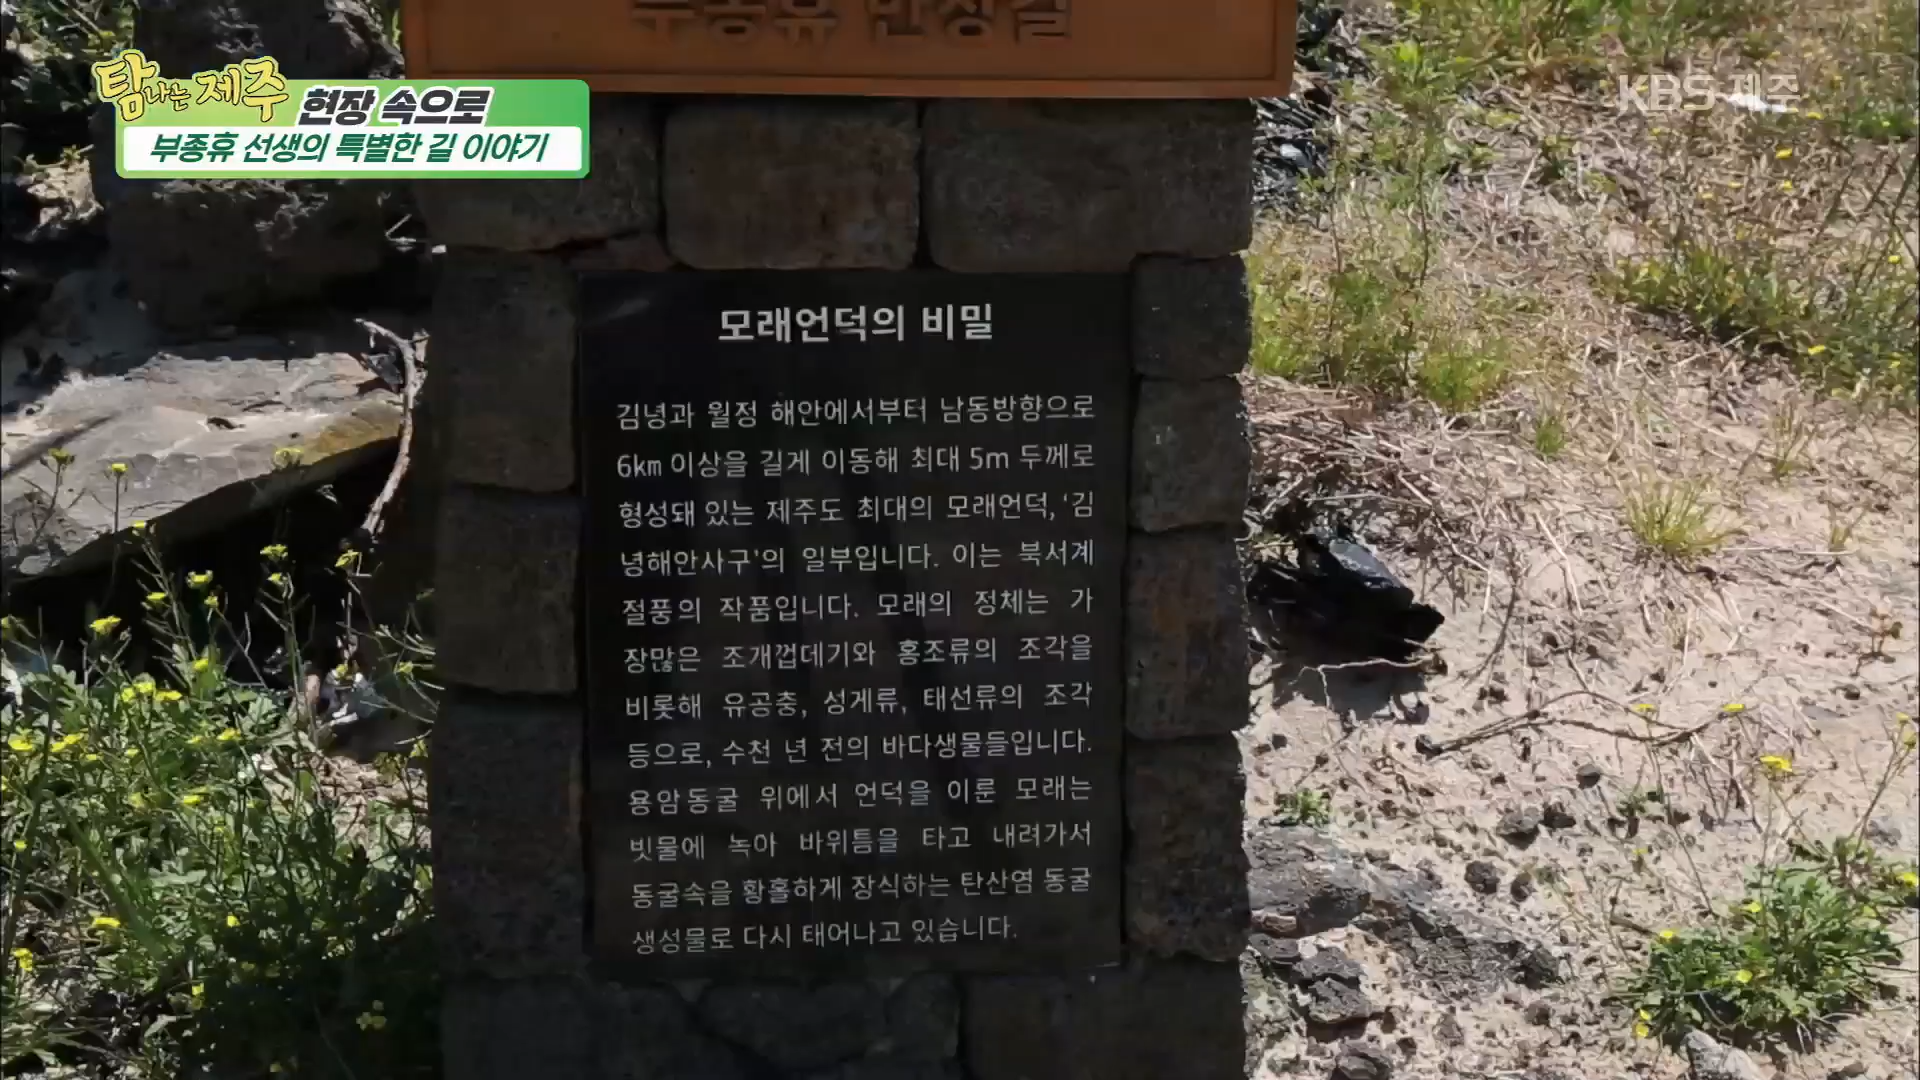 부종휴 만장길
탐나는 제주 현장 속으로
KBS 제주
부종휴 선생의 특별한 길 이야기
모래언덕의 비밀
김녕과 월정 해안에서부터 남동방향으로
6㎞ 이상을 길게 이동해 최대 5m 두께로
형성돼 있는 제주도 최대의 모래언덕, ‘김
녕해안사구’의 일부입니다. 이는 북서계
절풍의 작품입니다. 모래의 정체는 가
장많은 조개껍데기와 홍조류의 조각을
비롯해 유공충, 성게류, 태선류의 조각
등으로, 수천 년 전의 바다생물들입니다.
용암동굴 위에서 언덕을 이룬 모래는
빗물에 녹아 바위틈을 타고 내려가서
동굴속을 황홀하게 장식하는 탄산염 동굴
생성물로 다시 태어나고 있습니다.